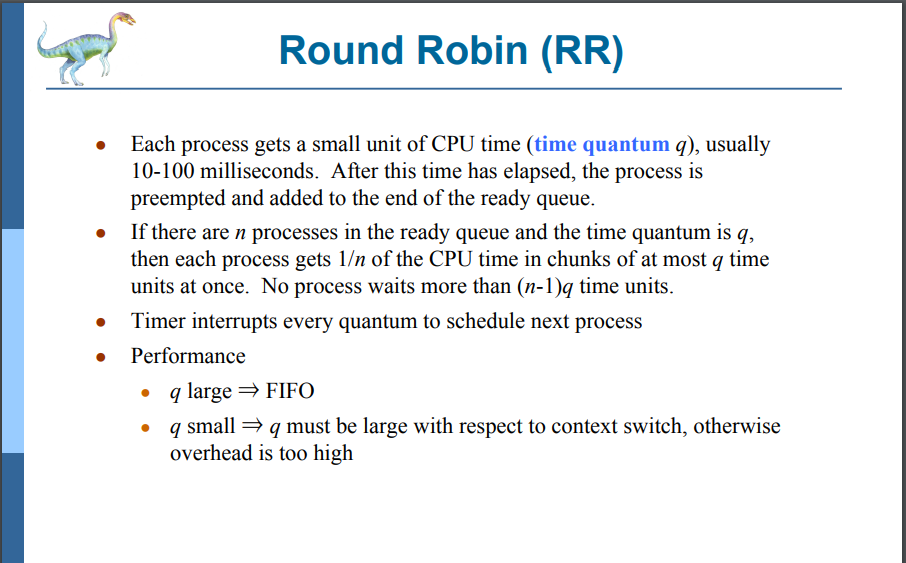 Round Robin (RR)
• Each process gets a small unit of CPU time (time quantum q), usually
10-100 milliseconds.  After this time has elapsed, the process is
preempted and added to the end of the ready queue.
• If there are n processes in the ready queue and the time quantum is q,
then each process gets 1/n of the CPU time in chunks of at most q time
units at once.  No process waits more than (n-1)q time units.
• Timer interrupts every quantum to schedule next process
• Performance
• q large ⇒ FIFO
• q small ⇒ q must be large with respect to context switch, otherwise
overhead is too high